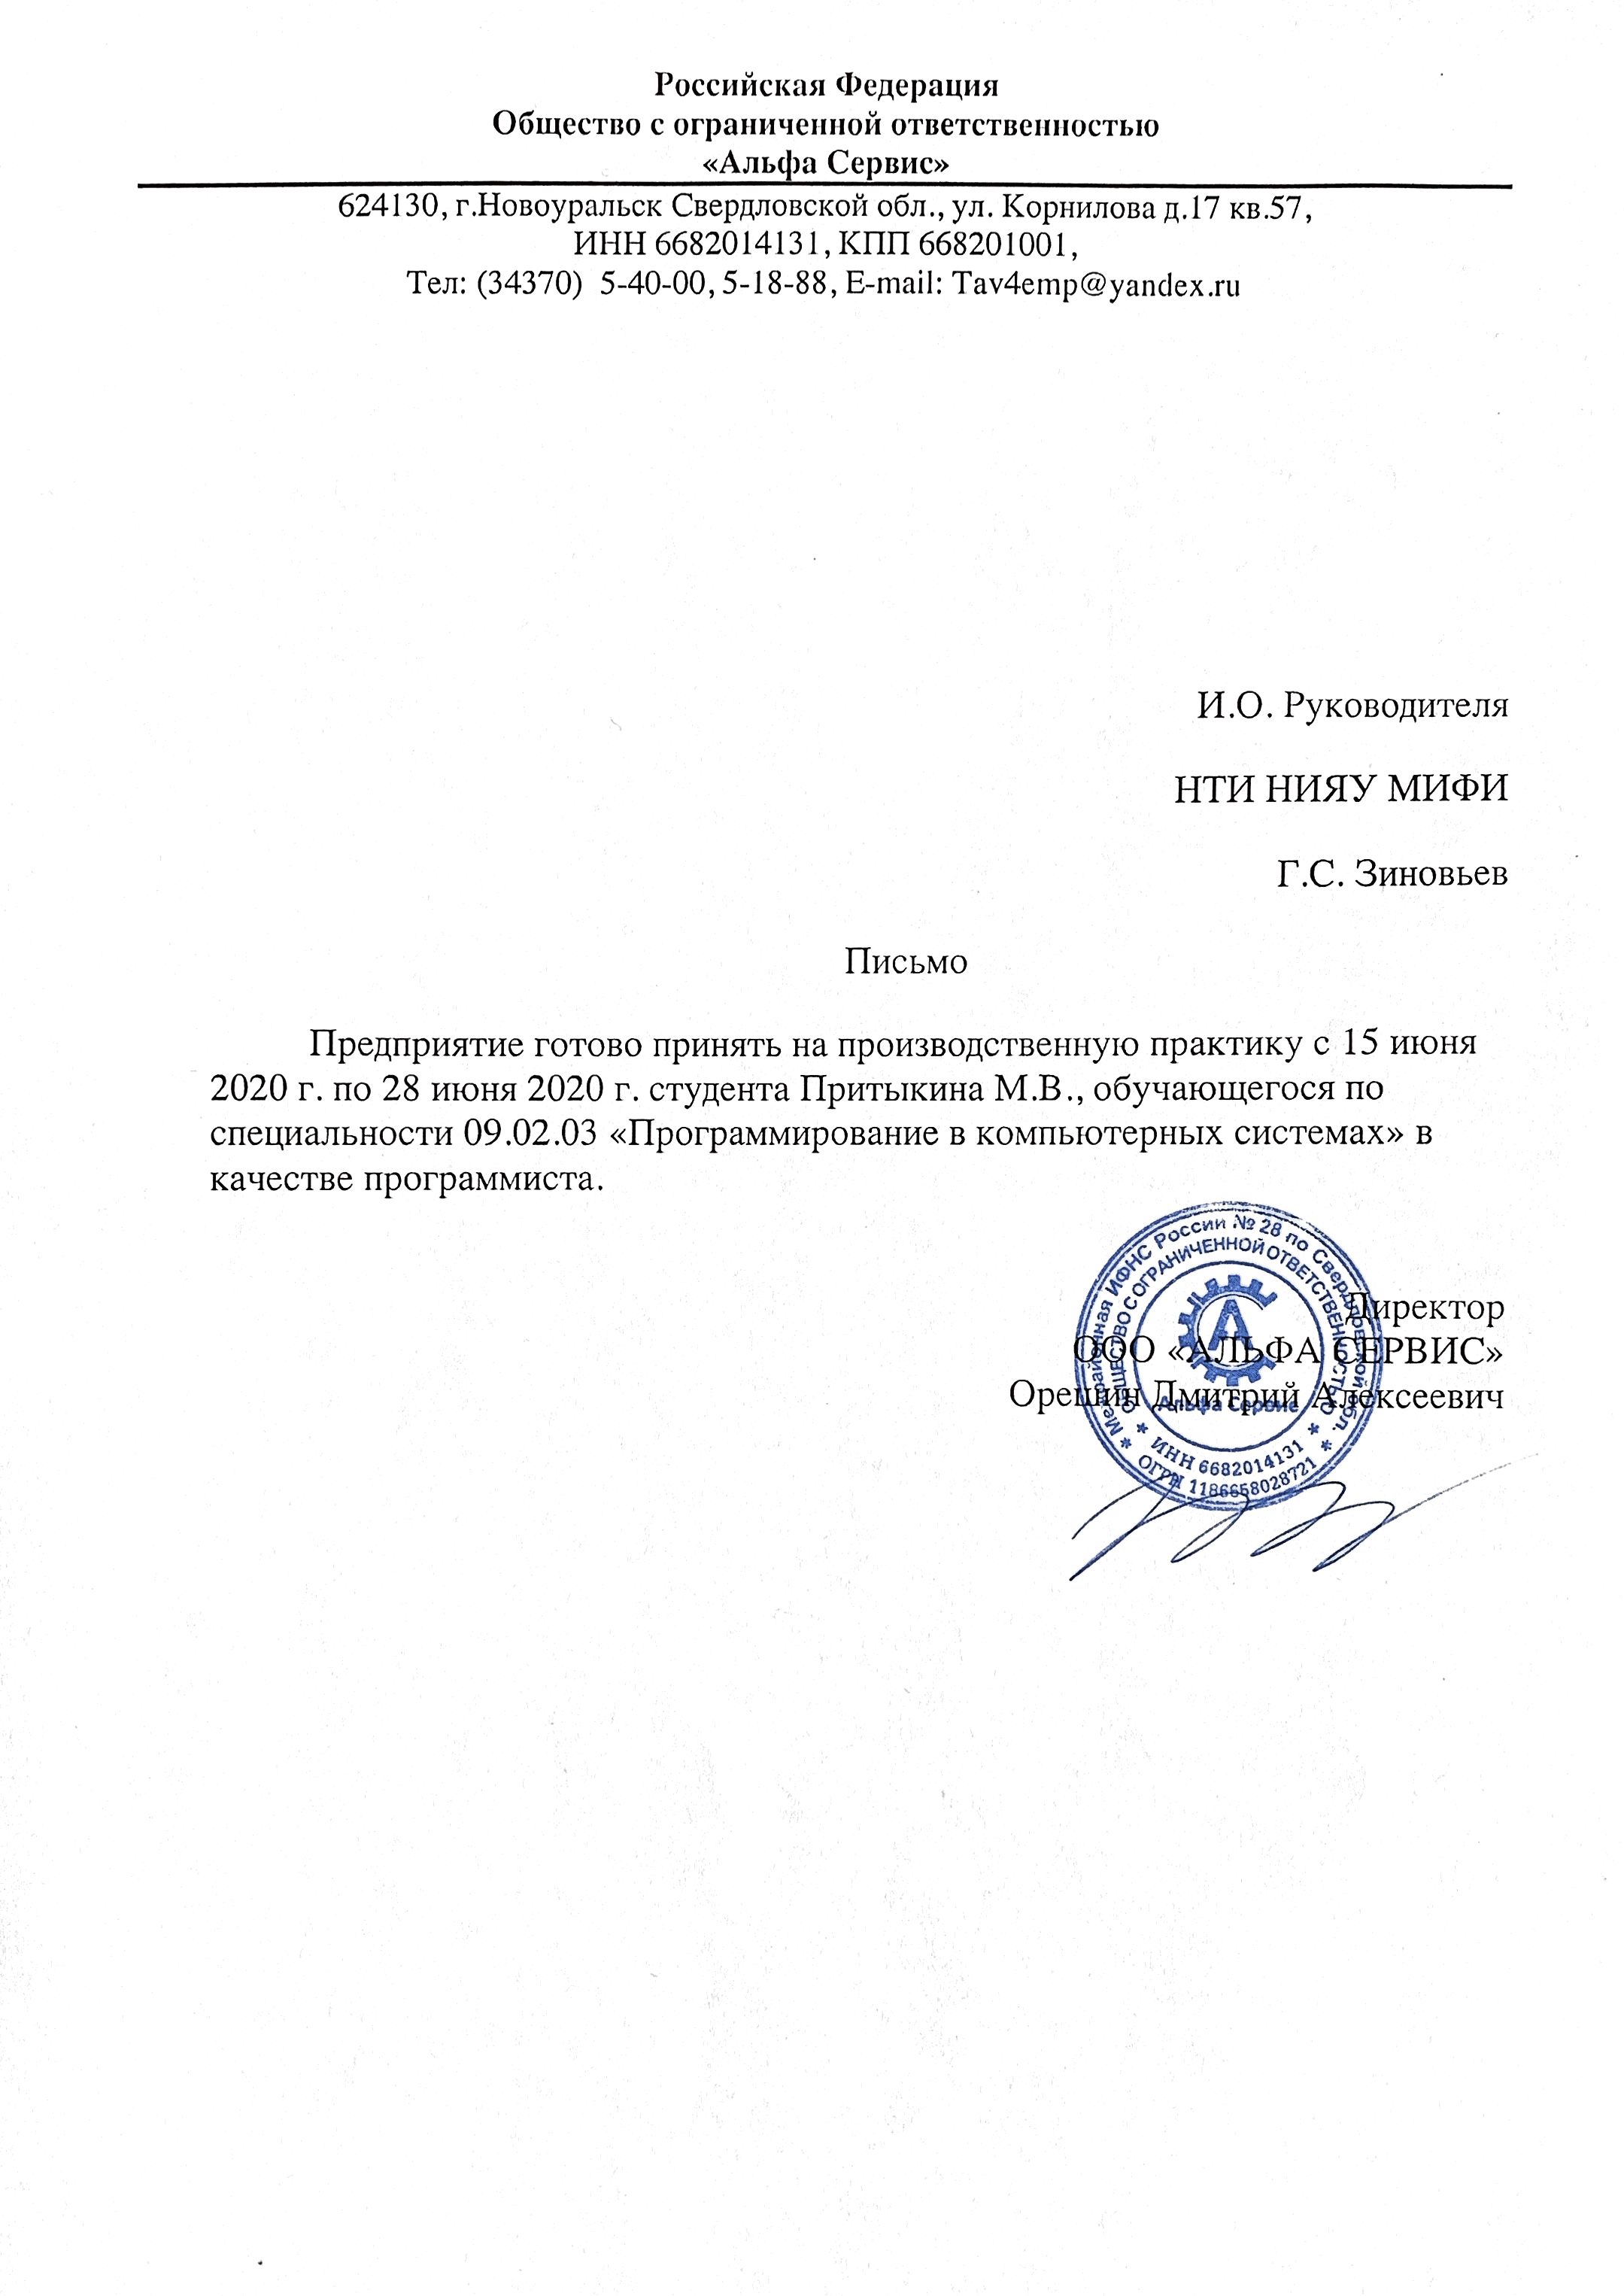 Российская Федерация
Общество с ограниченной ответственностью
«Альфа Сервис»
624130, г.Новоуральск Свердловской обл., ул. Корнилова д.17 кв.57,
ИНН 6682014131, КПП 668201001,
Тел: (34370)  5-40-00, 5-18-88, E-mail: Tav4emp@yandex.ru
И.О. Руководителя
НТИ НИЯУ МИФИ
Г.С. Зиновьев
Письмо
Предприятие готово принять на производственную практику с 15 июня
2020 г. по 28 июня 2020 г. студента Притыкина М.В., обучающегося по
специальности 09.02.03 «Программирование в компьютерных системах» в
качестве программиста.
Директор
ООО «АЛЬФА СЕРВИС»
Орешин Дмитрий Алексеевич
* Межрайонная ИФНС России № 28 по Свердловской обл. *
ОГРН 1186658028721
ОБЩЕСТВО С ОГРАНИЧЕННОЙ ОТВЕТСТВЕННОСТЬЮ
* ИНН 6682014131 *
Альфа Сервис